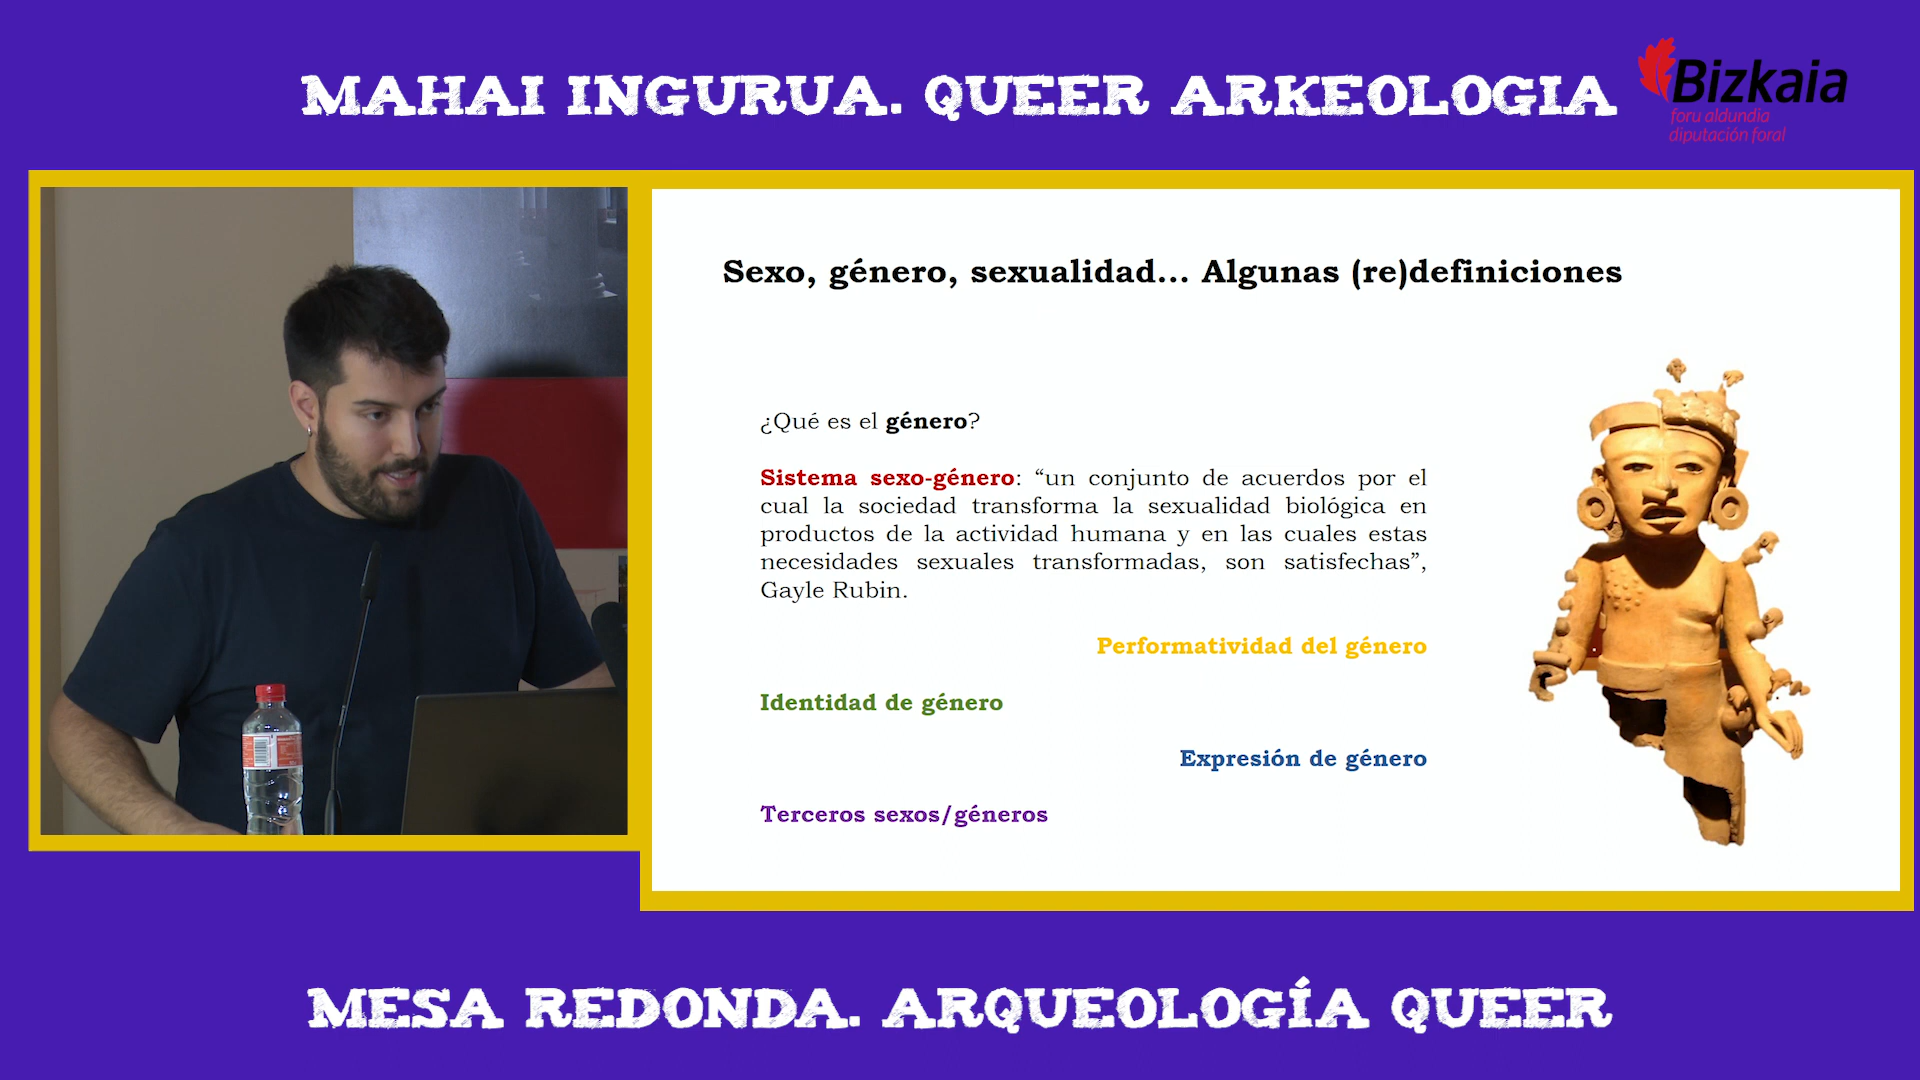 MAHAI INGURUA. QUEER ARKEOLOGIA
Bizkaia
foru aldundia
diputación foral
Sexo, género, sexualidad... Algunas (re)definiciones
¿Qué es el género?
Sistema sexo-género: “un conjunto de acuerdos por el
cual la sociedad transforma la sexualidad biológica en
productos de la actividad humana y en las cuales estas
necesidades sexuales transformadas, son satisfechas”,
Gayle Rubin.
Performatividad del género
Identidad de género
Expresión de género
Terceros sexos/géneros
MESA REDONDA. ARQUEOLOGÍA QUEER